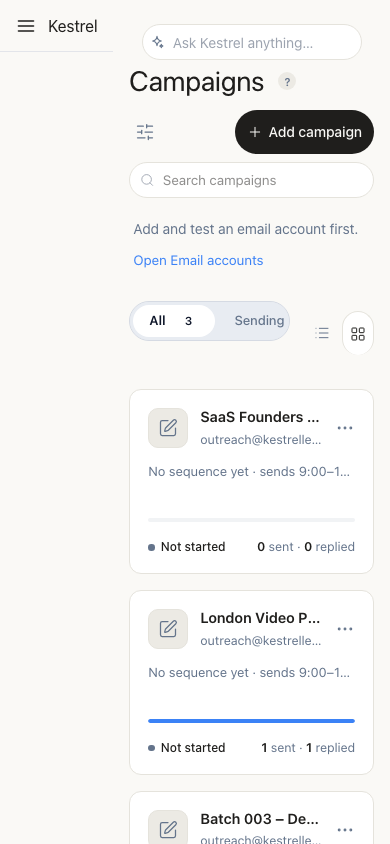 Kestrel
Ask Kestrel anything...
Campaigns ?
+ Add campaign
Search campaigns
Add and test an email account first.
Open Email accounts
All 3 Sending
SaaS Founders ...
outreach@kestrelle...
No sequence yet · sends 9:00–1...
Not started 0 sent · 0 replied
London Video P...
outreach@kestrelle...
No sequence yet · sends 9:00–1...
Not started 1 sent · 1 replied
Batch 003 – De...
outreach@kestrelle...